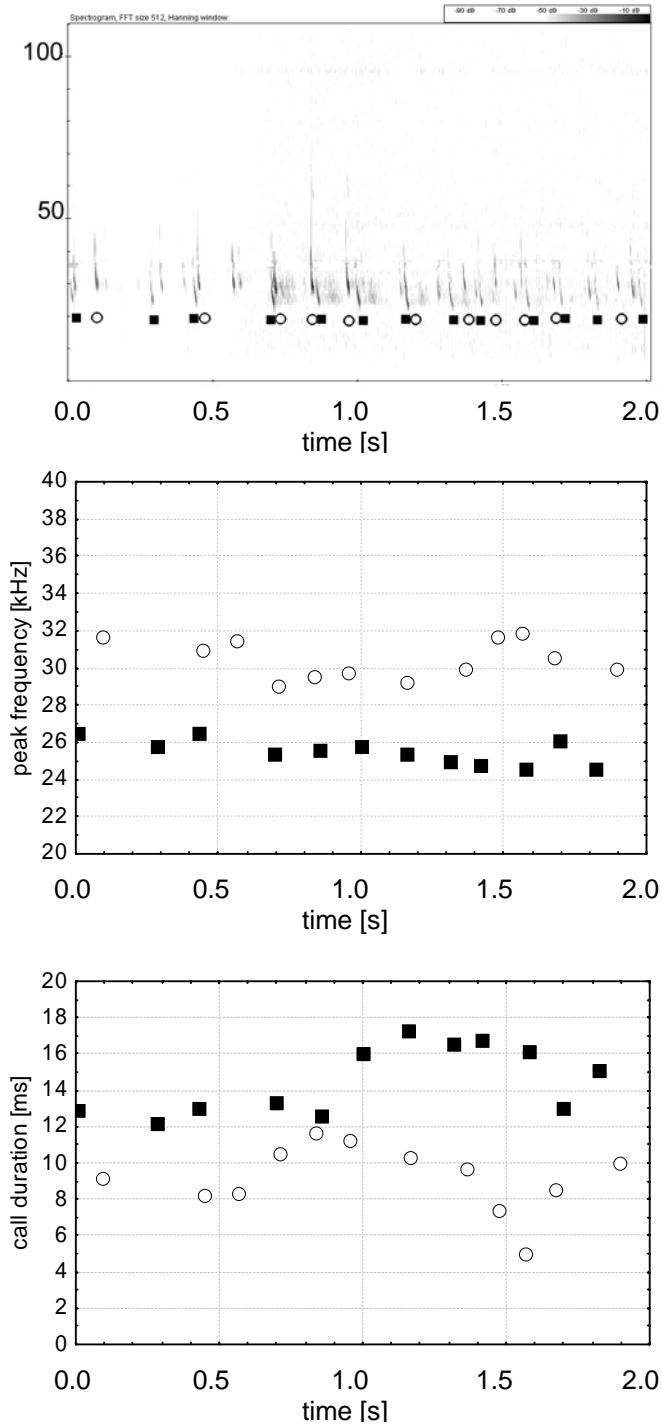 Spectrogram, FFT size 512, Hanning window.
-90 dB -70 dB -50 dB -30 dB -10 dB
100
50
0.0 0.5 1.0 1.5 2.0
time [s]
peak frequency [kHz]
40
38
36
34
32
30
28
26
24
22
20
0.0 0.5 1.0 1.5 2.0
time [s]
call duration [ms]
20
18
16
14
12
10
8
6
4
2
0
0.0 0.5 1.0 1.5 2.0
time [s]